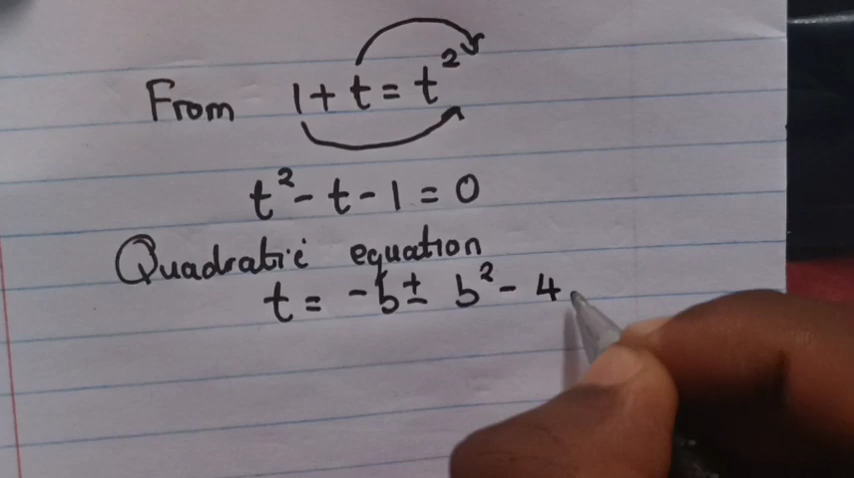 From 1 + t = t²
t² - t - 1 = 0
Quadratic equation
t = -b ± b² - 4